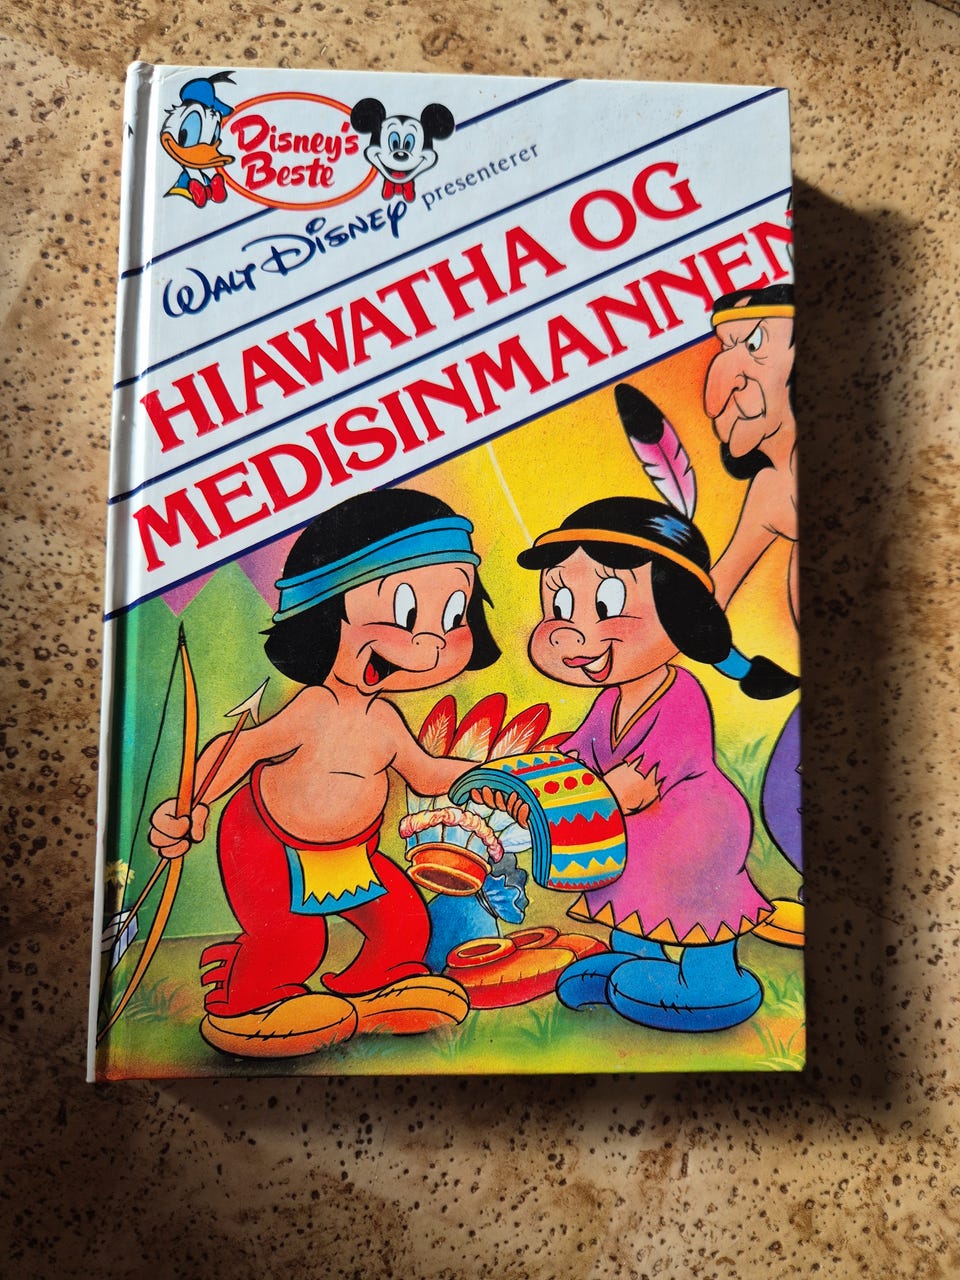 Disney's
Beste
WALT DISNEY presenterer
HIAWATHA OG
MEDISINMANNEN